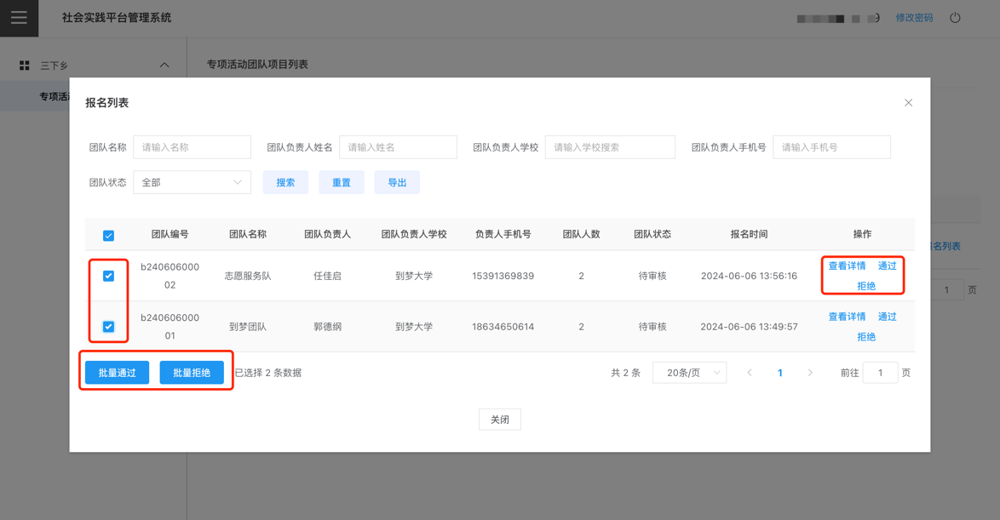 社会实践平台管理系统
修改密码
三下乡
专项活动团队项目列表
报名列表
团队名称 请输入名称 团队负责人姓名 请输入姓名 团队负责人学校 请输入学校搜索 团队负责人手机号 请输入手机号
团队状态 全部 搜索 重置 导出
团队编号 团队名称 团队负责人 团队负责人学校 负责人手机号 团队人数 团队状态 报名时间 操作
b24060600002 志愿服务队 任佳启 到梦大学 15391369839 2 待审核 2024-06-06 13:56:16 查看详情 通过 拒绝
b24060600001 到梦团队 郭德纲 到梦大学 18634650614 2 待审核 2024-06-06 13:49:57 查看详情 通过 拒绝
批量通过 批量拒绝 已选择 2 条数据 共 2 条 20条/页 1 前往 1 页
关闭
名列表
1 页